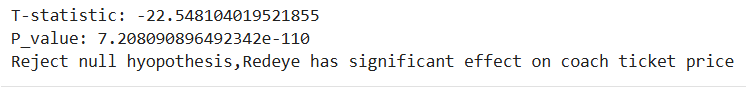 T-statistic: -22.548104019521855
P_value: 7.208090896492342e-110
Reject null hyopothesis,Redeye has significant effect on coach ticket price